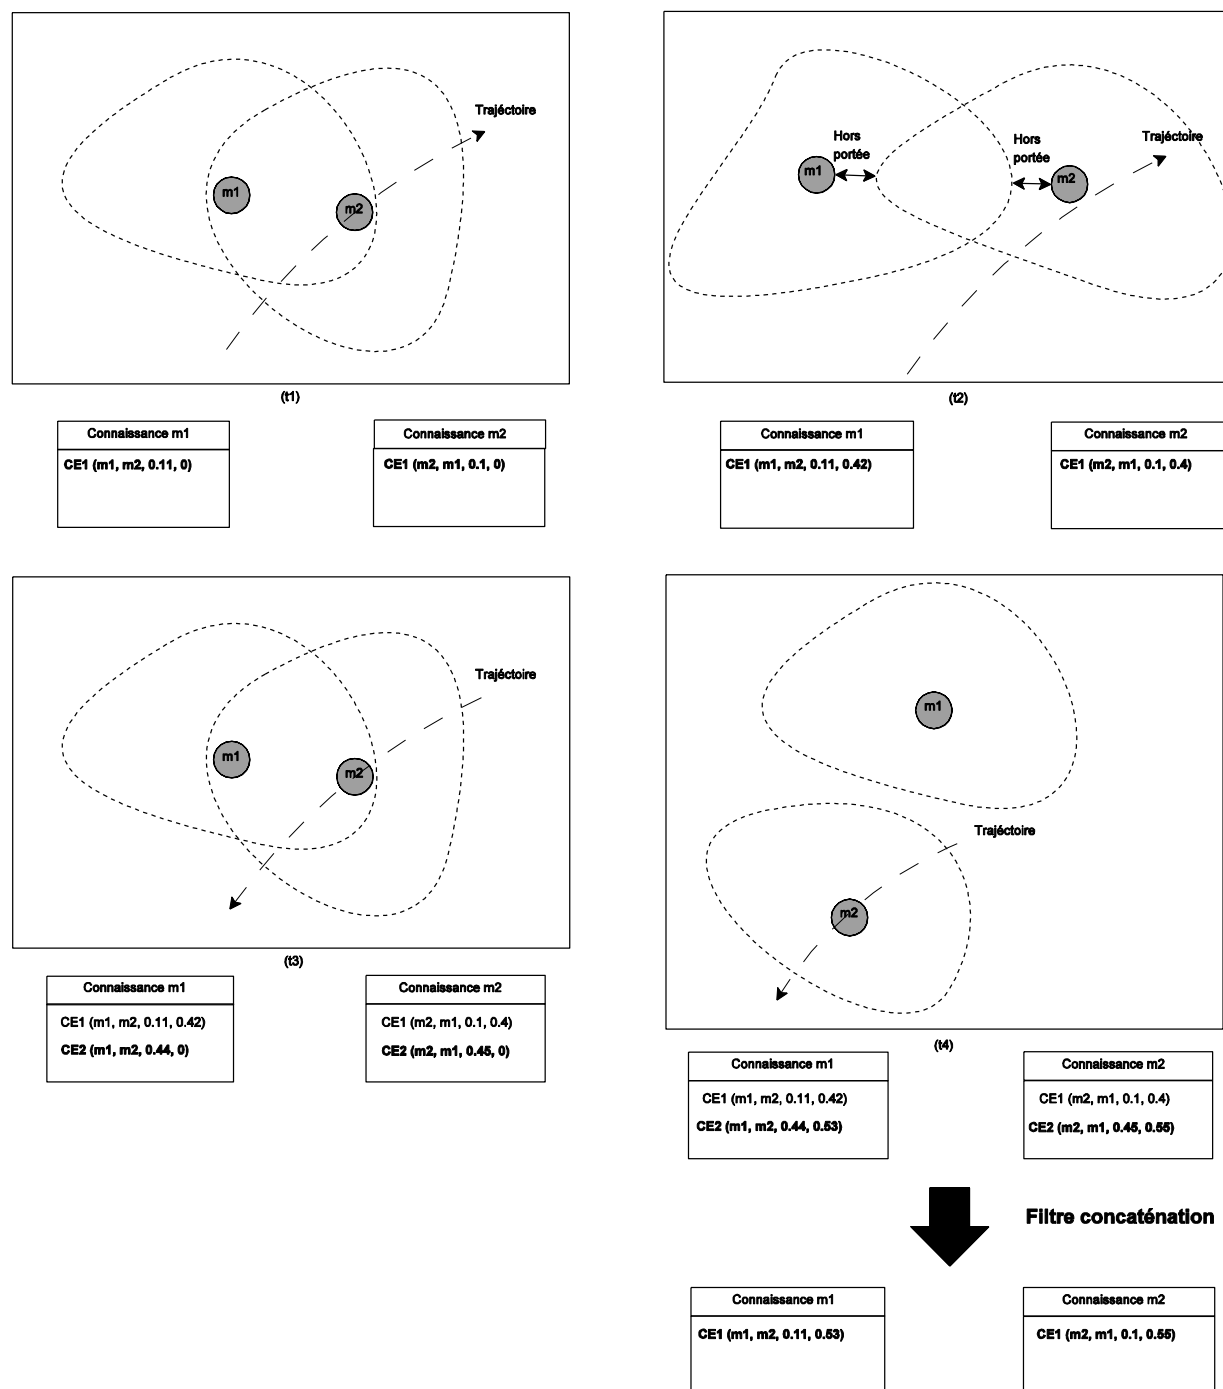 Trajéctoire
m1
m2
(t1)
Connaissance m1
CE1 (m1, m2, 0.11, 0)
Connaissance m2
CE1 (m2, m1, 0.1, 0)
Hors
portée
Hors
portée
Trajéctoire
m1
m2
(t2)
Connaissance m1
CE1 (m1, m2, 0.11, 0.42)
Connaissance m2
CE1 (m2, m1, 0.1, 0.4)
Trajéctoire
m1
m2
(t3)
Connaissance m1
CE1 (m1, m2, 0.11, 0.42)
CE2 (m1, m2, 0.44, 0)
Connaissance m2
CE1 (m2, m1, 0.1, 0.4)
CE2 (m2, m1, 0.45, 0)
m1
Trajéctoire
m2
(t4)
Connaissance m1
CE1 (m1, m2, 0.11, 0.42)
CE2 (m1, m2, 0.44, 0.53)
Connaissance m2
CE1 (m2, m1, 0.1, 0.4)
CE2 (m2, m1, 0.45, 0.55)
Filtre concaténation
Connaissance m1
CE1 (m1, m2, 0.11, 0.53)
Connaissance m2
CE1 (m2, m1, 0.1, 0.55)